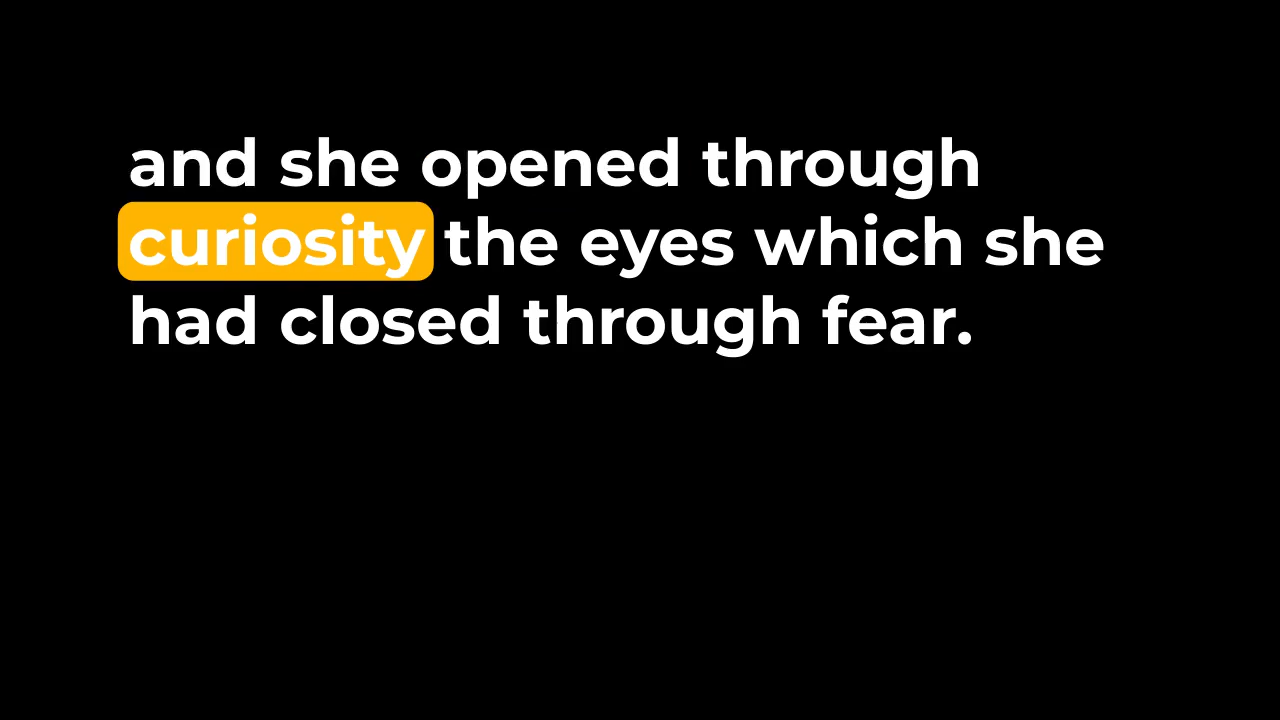 and she opened through
curiosity the eyes which she
had closed through fear.